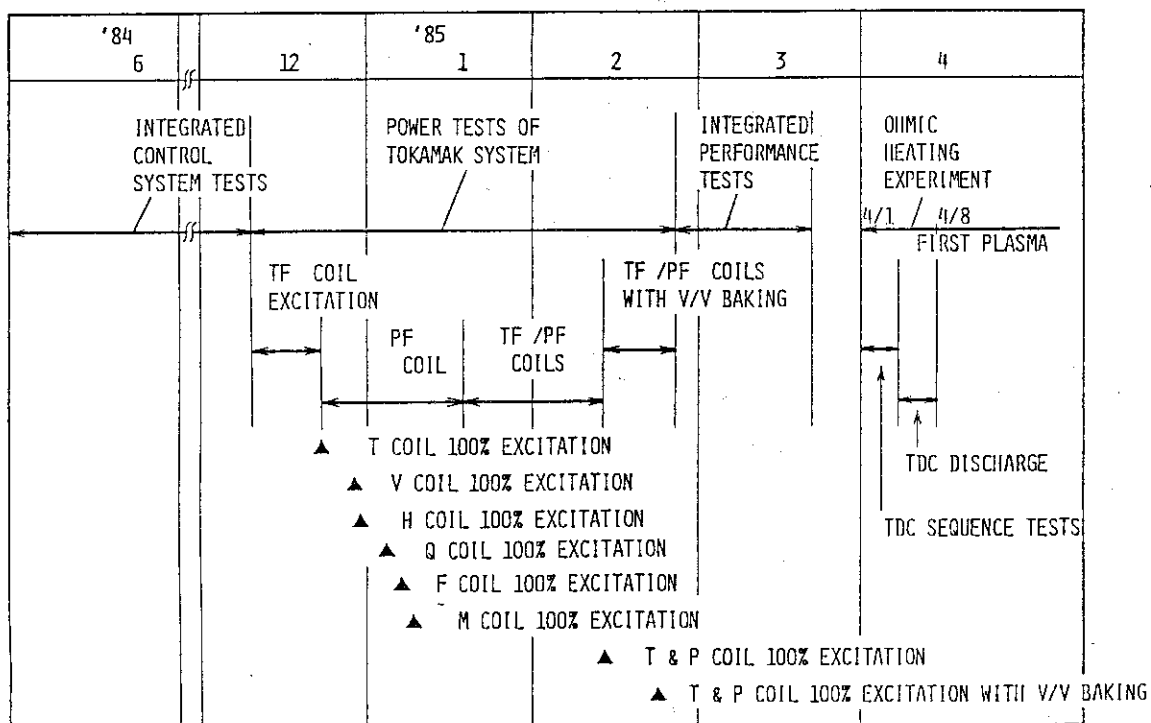 '84
'85
6
12
1
2
3
4
INTEGRATED
CONTROL
SYSTEM TESTS
POWER TESTS OF
TOKAMAK SYSTEM
INTEGRATED
PERFORMANCE
TESTS
OHMIC
HEATING
EXPERIMENT
4/1
4/8
FIRST PLASMA
TF COIL
EXCITATION
TF /PF COILS
WITH V/V BAKING
PF
COIL
TF /PF
COILS
T COIL 100% EXCITATION
V COIL 100% EXCITATION
H COIL 100% EXCITATION
Q COIL 100% EXCITATION
F COIL 100% EXCITATION
M COIL 100% EXCITATION
TDC DISCHARGE
TDC SEQUENCE TESTS
T & P COIL 100% EXCITATION
T & P COIL 100% EXCITATION WITH V/V BAKING